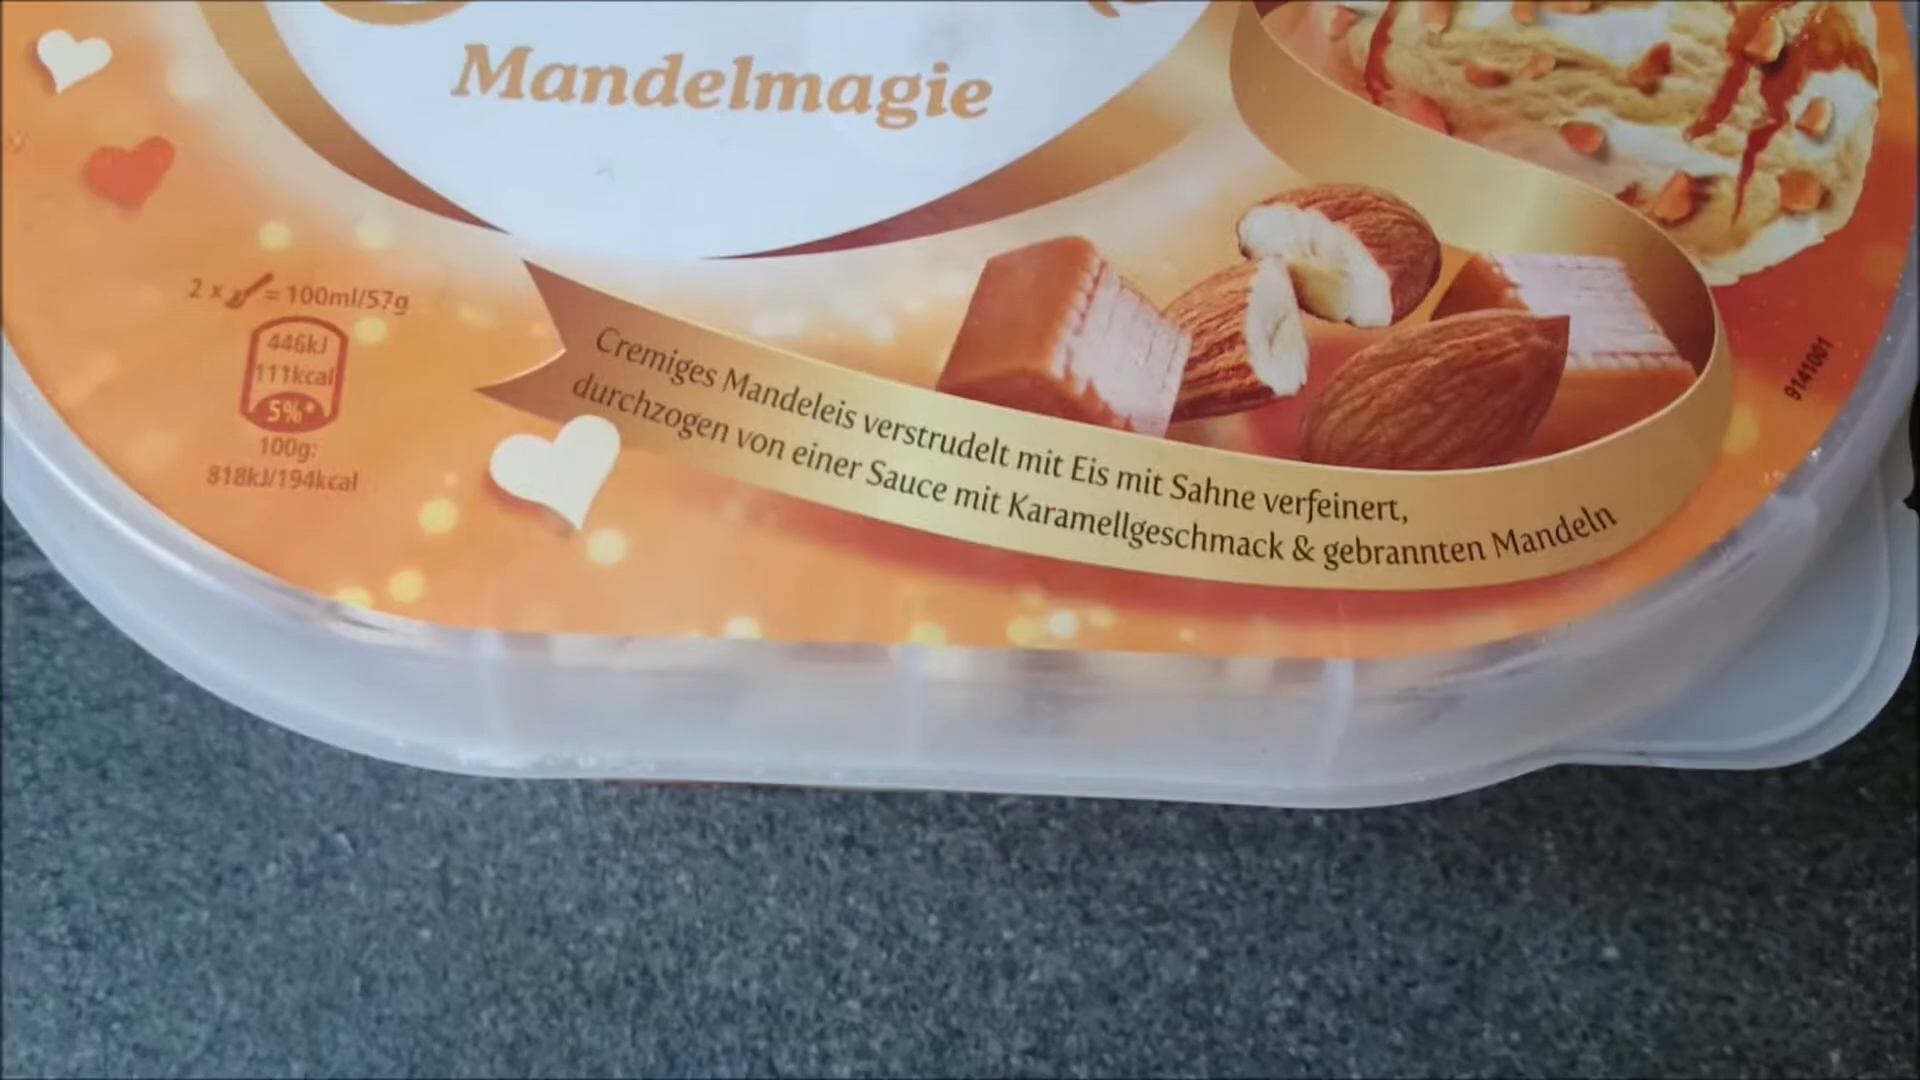 Mandelmagie
2 x = 100ml/57g
446kJ
111kcal
5%*
100g:
818kJ/194kcal
Cremiges Mandeleis verstrudelt mit Eis mit Sahne verfeinert,
durchzogen von einer Sauce mit Karamellgeschmack & gebrannten Mandeln
9141001